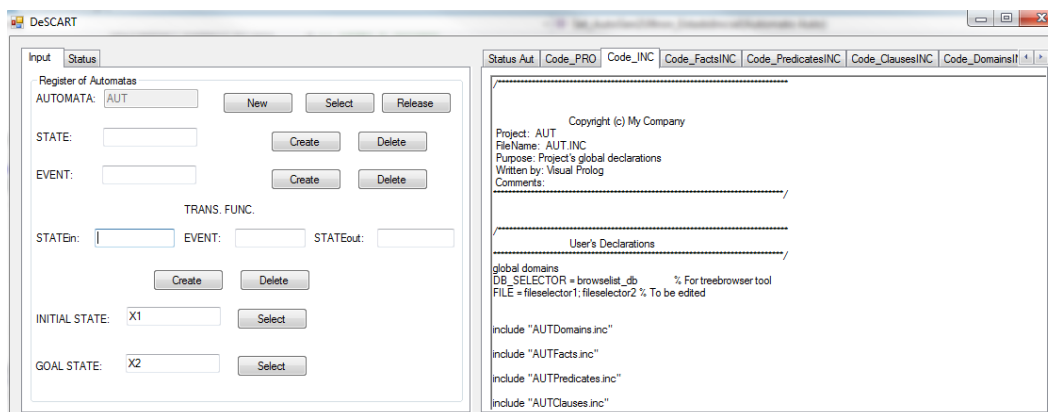 DeSCART
Input Status
Register of Automatas
AUTOMATA: AUT New Select Release
STATE: Create Delete
EVENT: Create Delete
TRANS. FUNC.
STATEin: EVENT: STATEout:
Create Delete
INITIAL STATE: X1 Select
GOAL STATE: X2 Select
Status Aut Code_PRO Code_INC Code_FactsINC Code_PredicatesINC Code_ClausesINC Code_DomainsI
Copyright (c) My Company
Project: AUT
FileName: AUT.INC
Purpose: Project's global declarations
Written by: Visual Prolog
Comments:
User's Declarations
global domains
DB_SELECTOR = browselist_db % For treebrowser tool
FILE = fileselector1; fileselector2 % To be edited
include "AUTDomains.inc"
include "AUTFacts.inc"
include "AUTPredicates.inc"
include "AUTClauses.inc"